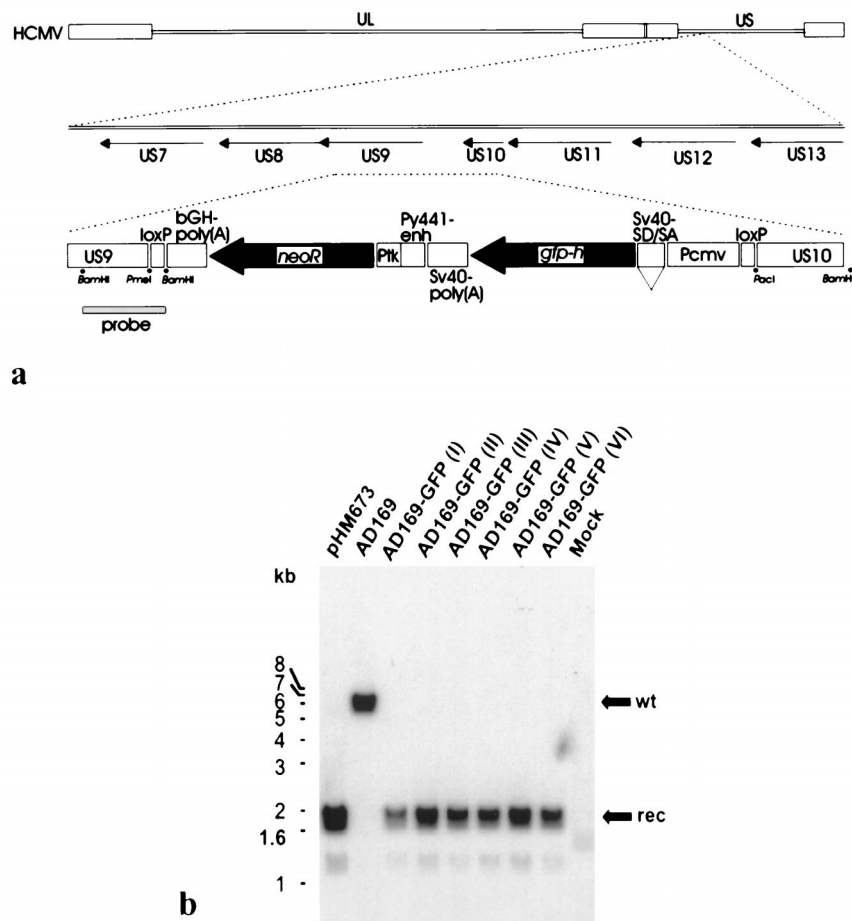 HCMV UL US
US7 US8 US9 US10 US11 US12 US13
bGH- Py441- Sv40-
loxP poly(A) enh SD/SA loxP
US9 neoR Ptk gfp-h Pcmv US10
Sv40-
poly(A)
BamHI PmeI BamHI PacI BamH
probe
a
pHM673
AD169
AD169-GFP (I)
AD169-GFP (II)
AD169-GFP (III)
AD169-GFP (IV)
AD169-GFP (V)
AD169-GFP (VI)
Mock
kb
8
7
6 wt
5
4
3
2 rec
1.6
1
b